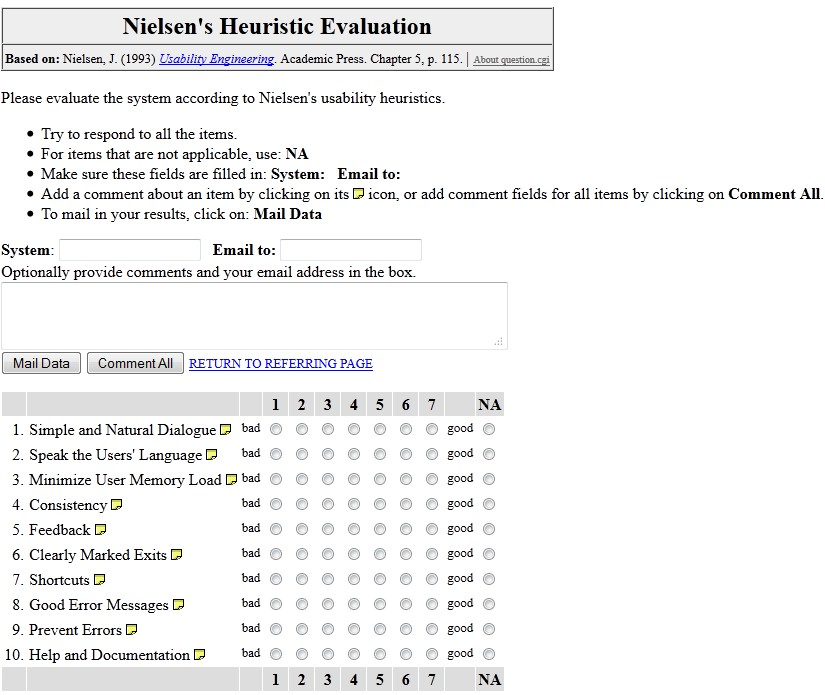 Nielsen's Heuristic Evaluation
Based on: Nielsen, J. (1993) Usability Engineering. Academic Press. Chapter 5, p. 115. | About question.cgi
Please evaluate the system according to Nielsen's usability heuristics.
• Try to respond to all the items.
• For items that are not applicable, use: NA
• Make sure these fields are filled in: System: Email to:
• Add a comment about an item by clicking on its icon, or add comment fields for all items by clicking on Comment All.
• To mail in your results, click on: Mail Data
System: Email to:
Optionally provide comments and your email address in the box.
Mail Data Comment All RETURN TO REFERRING PAGE
1 2 3 4 5 6 7 NA
1. Simple and Natural Dialogue bad good
2. Speak the Users' Language bad good
3. Minimize User Memory Load bad good
4. Consistency bad good
5. Feedback bad good
6. Clearly Marked Exits bad good
7. Shortcuts bad good
8. Good Error Messages bad good
9. Prevent Errors bad good
10. Help and Documentation bad good
1 2 3 4 5 6 7 NA